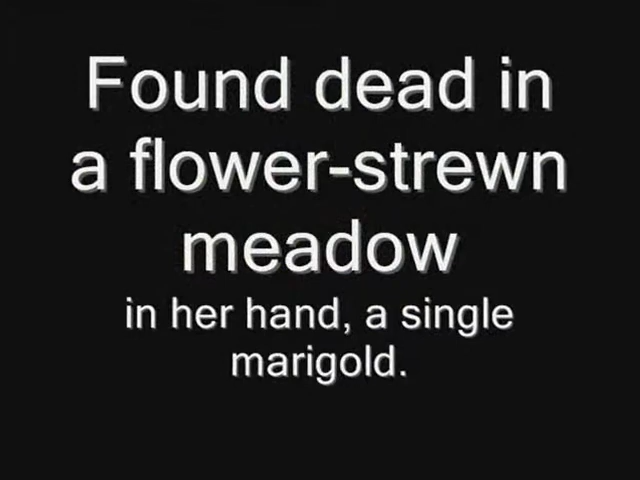 Found dead in
a flower-strewn
meadow
in her hand, a single
marigold.